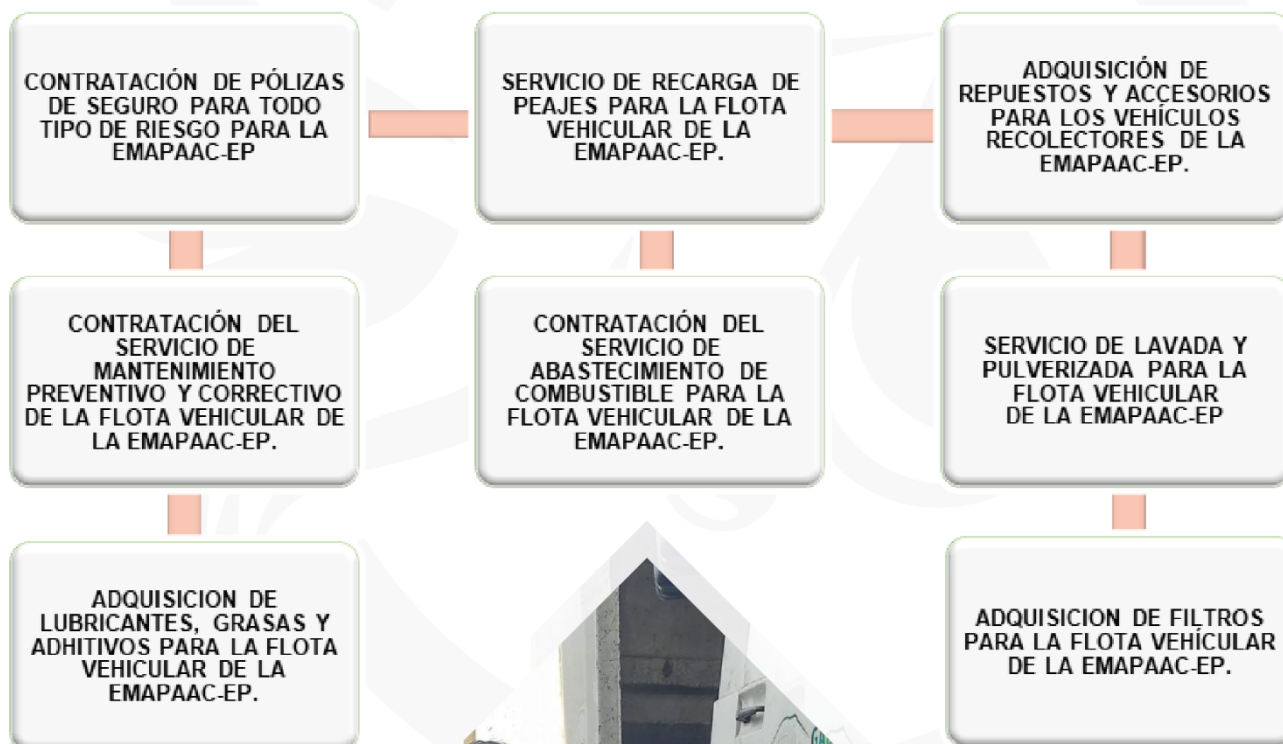 CONTRATACIÓN DE PÓLIZAS
DE SEGURO PARA TODO
TIPO DE RIESGO PARA LA
EMAPAAC-EP
SERVICIO DE RECARGA DE
PEAJES PARA LA FLOTA
VEHICULAR DE LA
EMAPAAC-EP.
ADQUISICIÓN DE
REPUESTOS Y ACCESORIOS
PARA LOS VEHÍCULOS
RECOLECTORES DE LA
EMAPAAC-EP.
CONTRATACIÓN DEL
SERVICIO DE
MANTENIMIENTO
PREVENTIVO Y CORRECTIVO
DE LA FLOTA VEHICULAR DE
LA EMAPAAC-EP.
CONTRATACIÓN DEL
SERVICIO DE
ABASTECIMIENTO DE
COMBUSTIBLE PARA LA
FLOTA VEHICULAR DE LA
EMAPAAC-EP.
SERVICIO DE LAVADA Y
PULVERIZADA PARA LA
FLOTA VEHICULAR
DE LA EMAPAAC-EP
ADQUISICION DE
LUBRICANTES, GRASAS Y
ADHITIVOS PARA LA FLOTA
VEHICULAR DE LA
EMAPAAC-EP.
ADQUISICION DE FILTROS
PARA LA FLOTA VEHÍCULAR
DE LA EMAPAAC-EP.